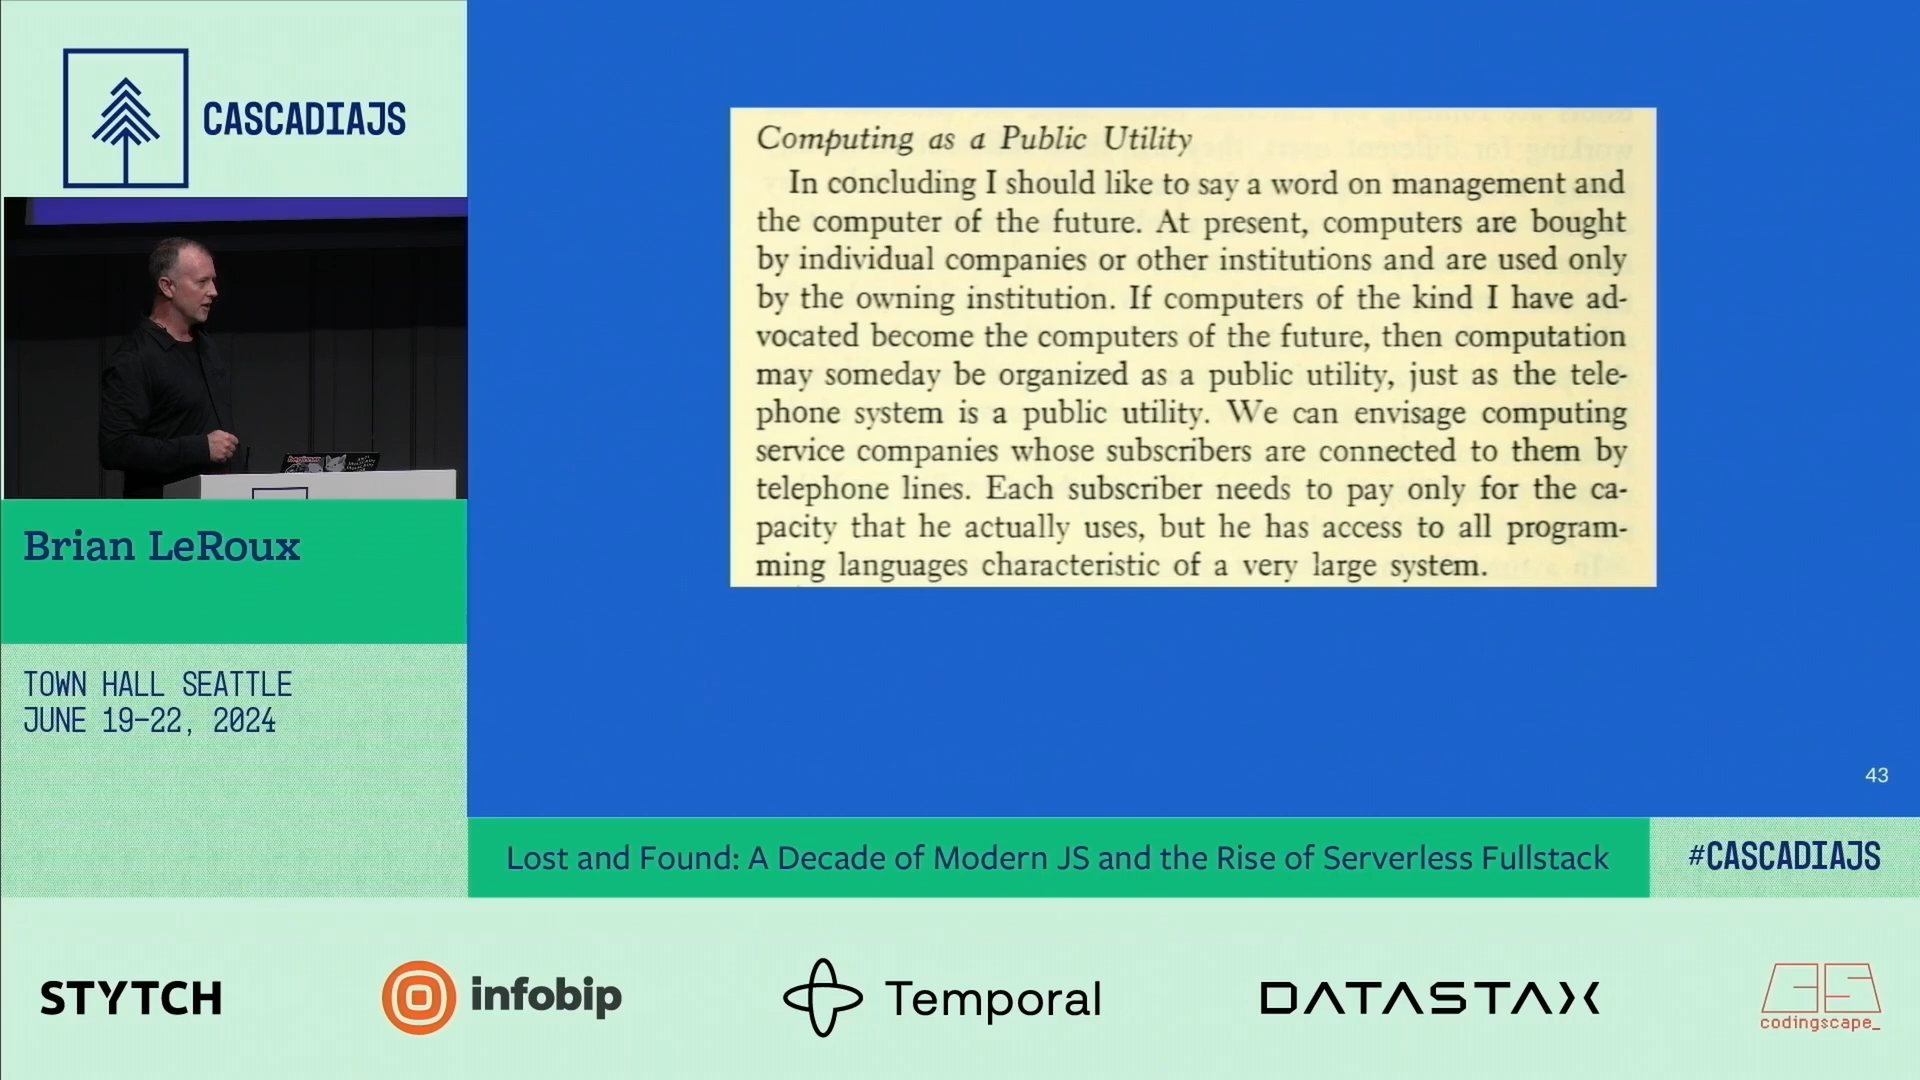 CASCADIAJS
Computing as a Public Utility
In concluding I should like to say a word on management and
the computer of the future. At present, computers are bought
by individual companies or other institutions and are used only
by the owning institution. If computers of the kind I have ad-
vocated become the computers of the future, then computation
may someday be organized as a public utility, just as the tele-
phone system is a public utility. We can envisage computing
service companies whose subscribers are connected to them by
telephone lines. Each subscriber needs to pay only for the ca-
pacity that he actually uses, but he has access to all program-
ming languages characteristic of a very large system.
43
Brian LeRoux
TOWN HALL SEATTLE
JUNE 19-22, 2024
Lost and Found: A Decade of Modern JS and the Rise of Serverless Fullstack
#CASCADIAJS
STYTCH
infobip
Temporal
DATASTAX
CS
codingscape_